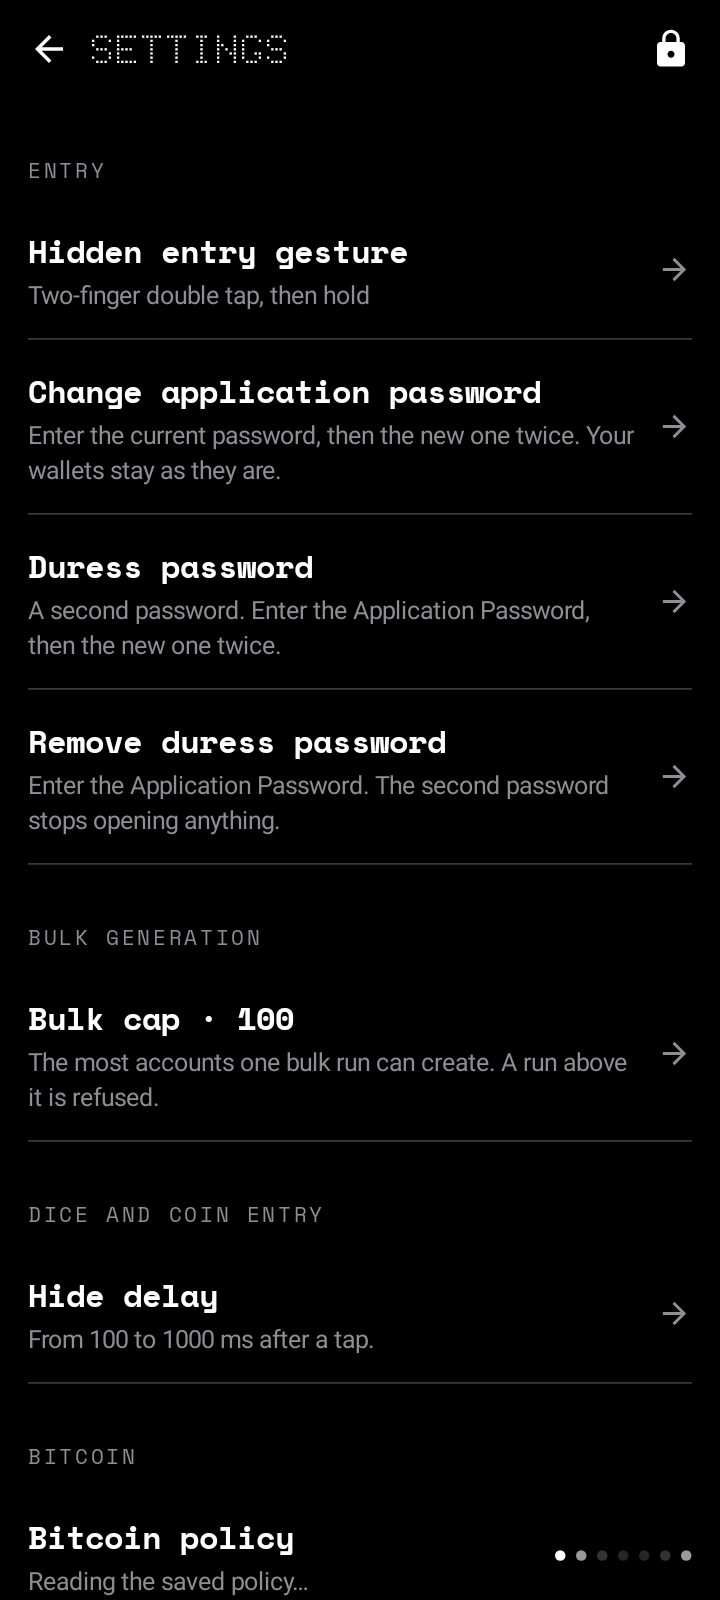 SETTINGS
ENTRY
Hidden entry gesture
Two-finger double tap, then hold
Change application password
Enter the current password, then the new one twice. Your
wallets stay as they are.
Duress password
A second password. Enter the Application Password,
then the new one twice.
Remove duress password
Enter the Application Password. The second password
stops opening anything.
BULK GENERATION
Bulk cap · 100
The most accounts one bulk run can create. A run above
it is refused.
DICE AND COIN ENTRY
Hide delay
From 100 to 1000 ms after a tap.
BITCOIN
Bitcoin policy
Reading the saved policy…